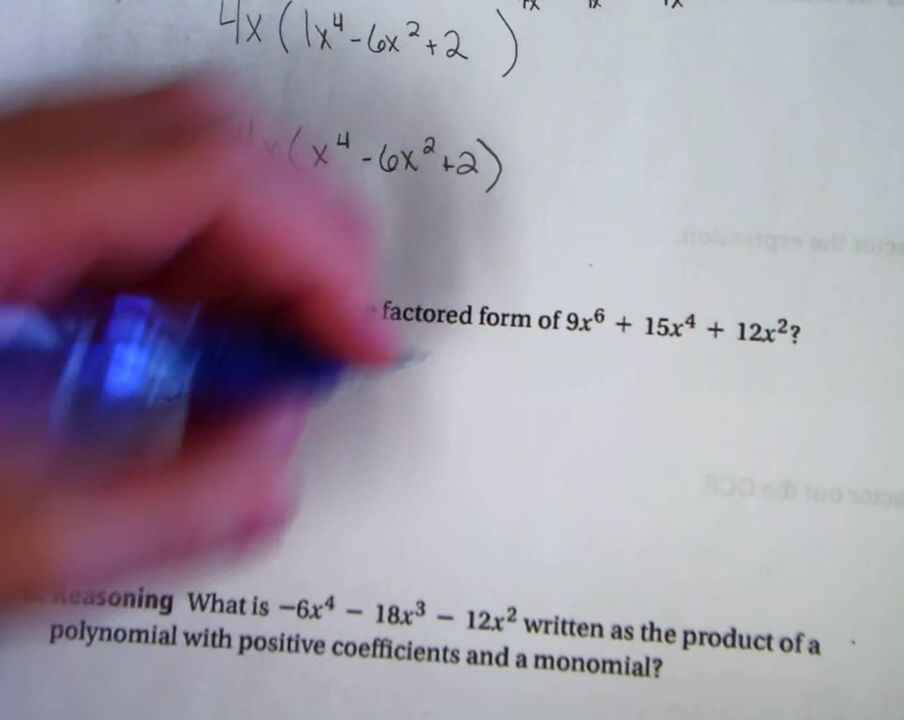 4x(1x⁴-6x²+2)
(x⁴-6x²+2)
factored form of 9x⁶ + 15x⁴ + 12x²?
Reasoning What is −6x⁴ − 18x³ − 12x² written as the product of a
polynomial with positive coefficients and a monomial?